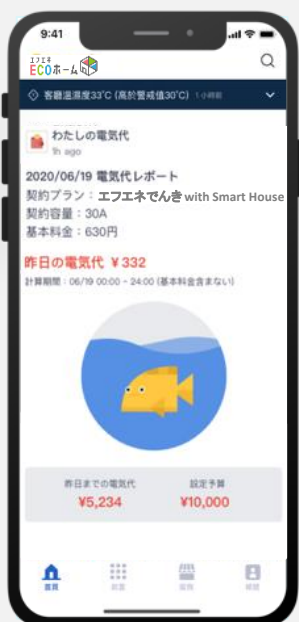 9:41
エフエネ
ECOホーム
客廳溫濕度33°C (高於警戒值30°C) 1小時前
わたしの電気代
1h ago
2020/06/19 電気代レポート
契約プラン：エフエネでんき with Smart House
契約容量：30A
基本料金：630円
昨日の電気代 ¥332
計算期間：06/19 00:00 - 24:00 (基本料金含まない)
昨日までの電気代 設定予算
¥5,234 ¥10,000
首頁